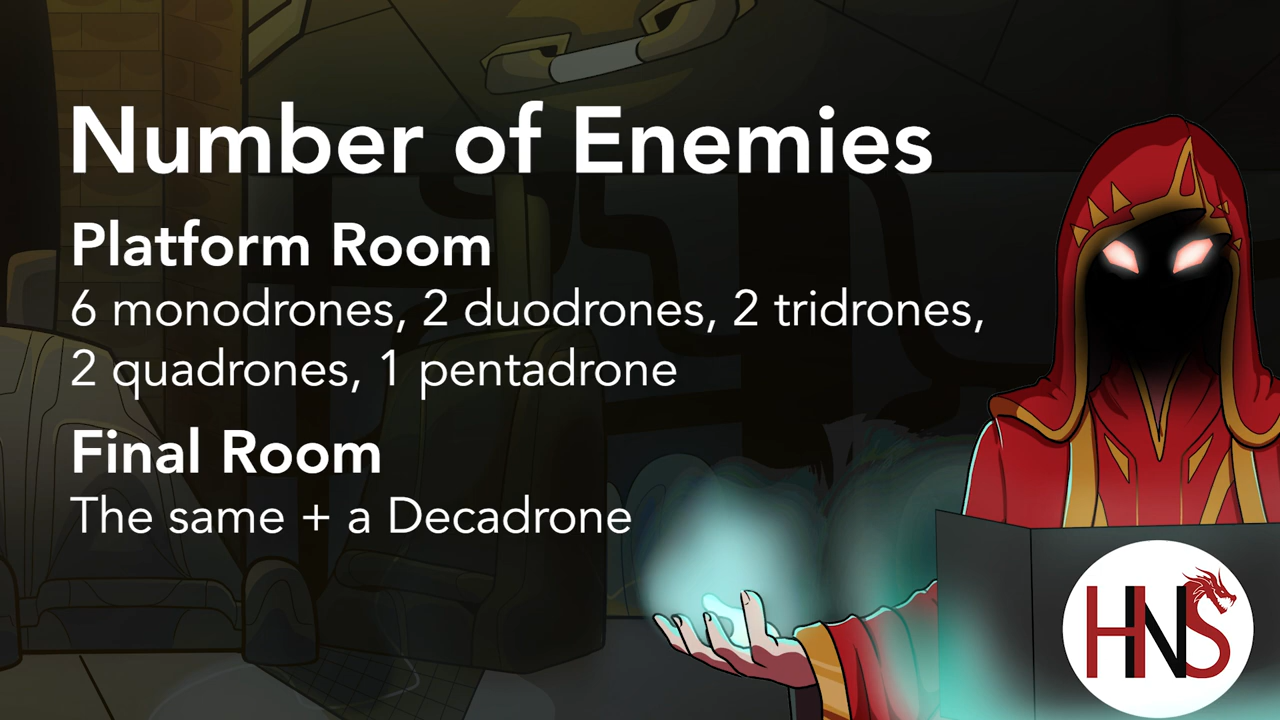 Number of Enemies
Platform Room
6 monodrones, 2 duodrones, 2 tridrones,
2 quadrones, 1 pentadrone
Final Room
The same + a Decadrone
HNS